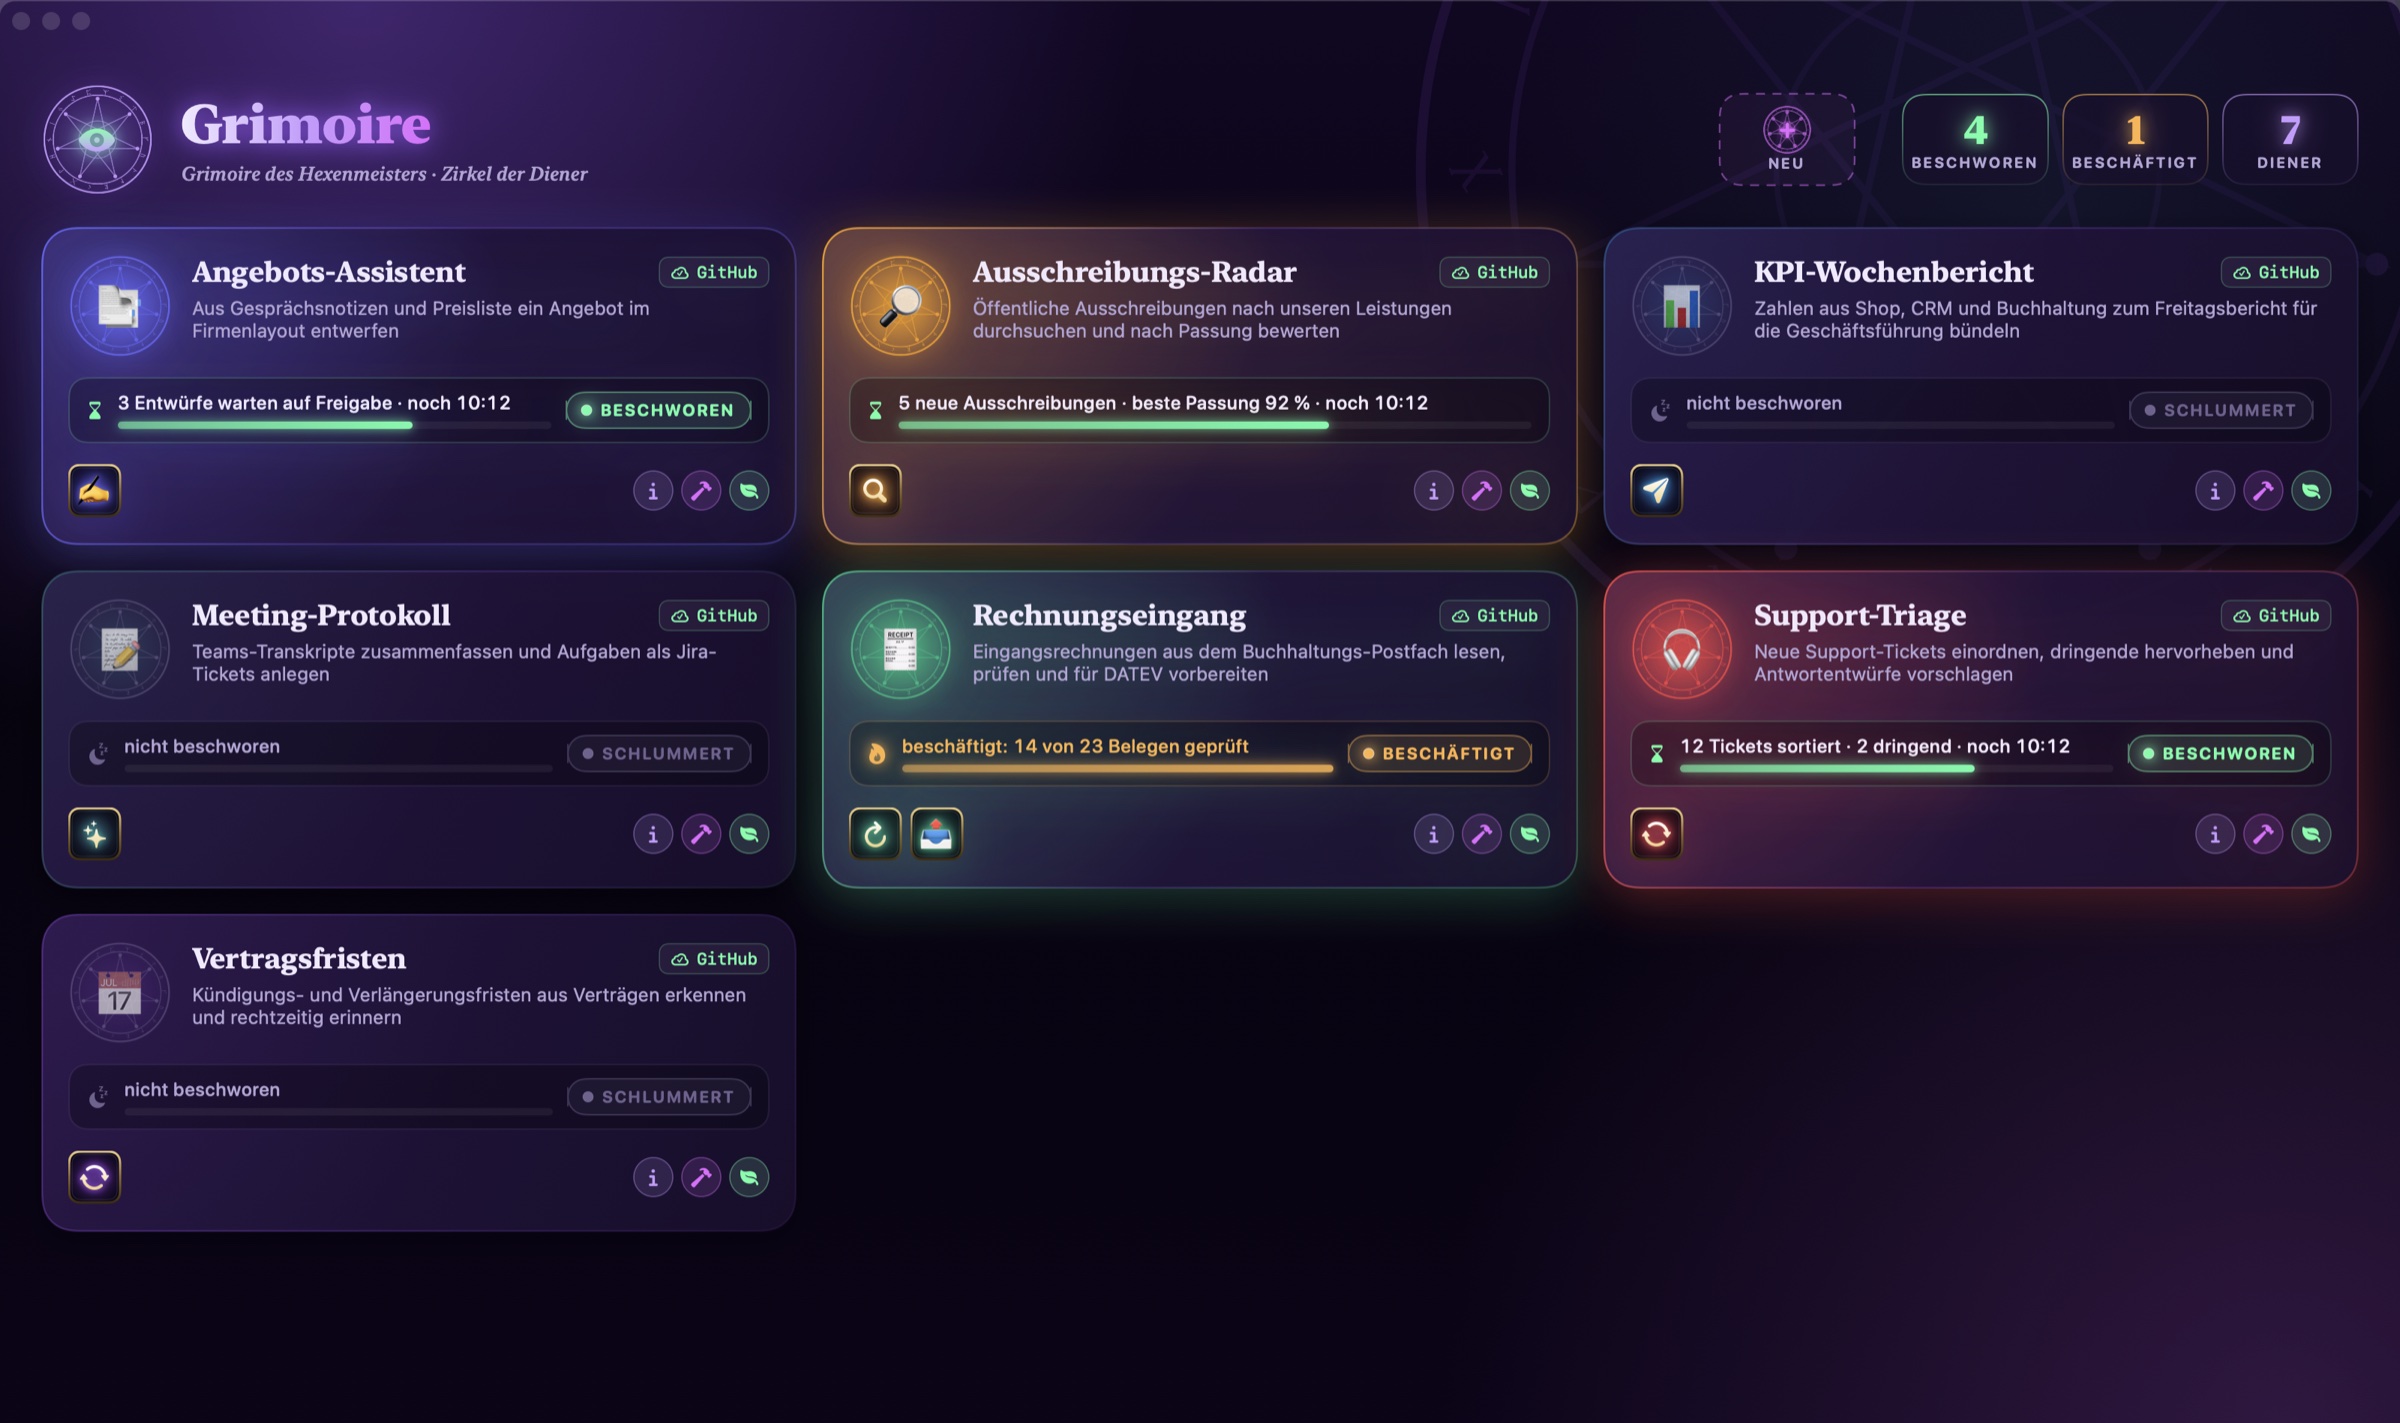 Grimoire
Grimoire des Hexenmeisters · Zirkel der Diener
NEU
4
BESCHWOREN
1
BESCHÄFTIGT
7
DIENER
Angebots-Assistent
GitHub
Aus Gesprächsnotizen und Preisliste ein Angebot im
Firmenlayout entwerfen
3 Entwürfe warten auf Freigabe · noch 10:12
BESCHWOREN
Ausschreibungs-Radar
GitHub
Öffentliche Ausschreibungen nach unseren Leistungen
durchsuchen und nach Passung bewerten
5 neue Ausschreibungen · beste Passung 92 % · noch 10:12
KPI-Wochenbericht
GitHub
Zahlen aus Shop, CRM und Buchhaltung zum Freitagsbericht für
die Geschäftsführung bündeln
nicht beschworen
SCHLUMMERT
Meeting-Protokoll
GitHub
Teams-Transkripte zusammenfassen und Aufgaben als Jira-
Tickets anlegen
nicht beschworen
SCHLUMMERT
RECEIPT
Rechnungseingang
GitHub
Eingangsrechnungen aus dem Buchhaltungs-Postfach lesen,
prüfen und für DATEV vorbereiten
beschäftigt: 14 von 23 Belegen geprüft
BESCHÄFTIGT
Support-Triage
GitHub
Neue Support-Tickets einordnen, dringende hervorheben und
Antwortentwürfe vorschlagen
12 Tickets sortiert · 2 dringend · noch 10:12
BESCHWOREN
JUL
17
Vertragsfristen
GitHub
Kündigungs- und Verlängerungsfristen aus Verträgen erkennen
und rechtzeitig erinnern
nicht beschworen
SCHLUMMERT